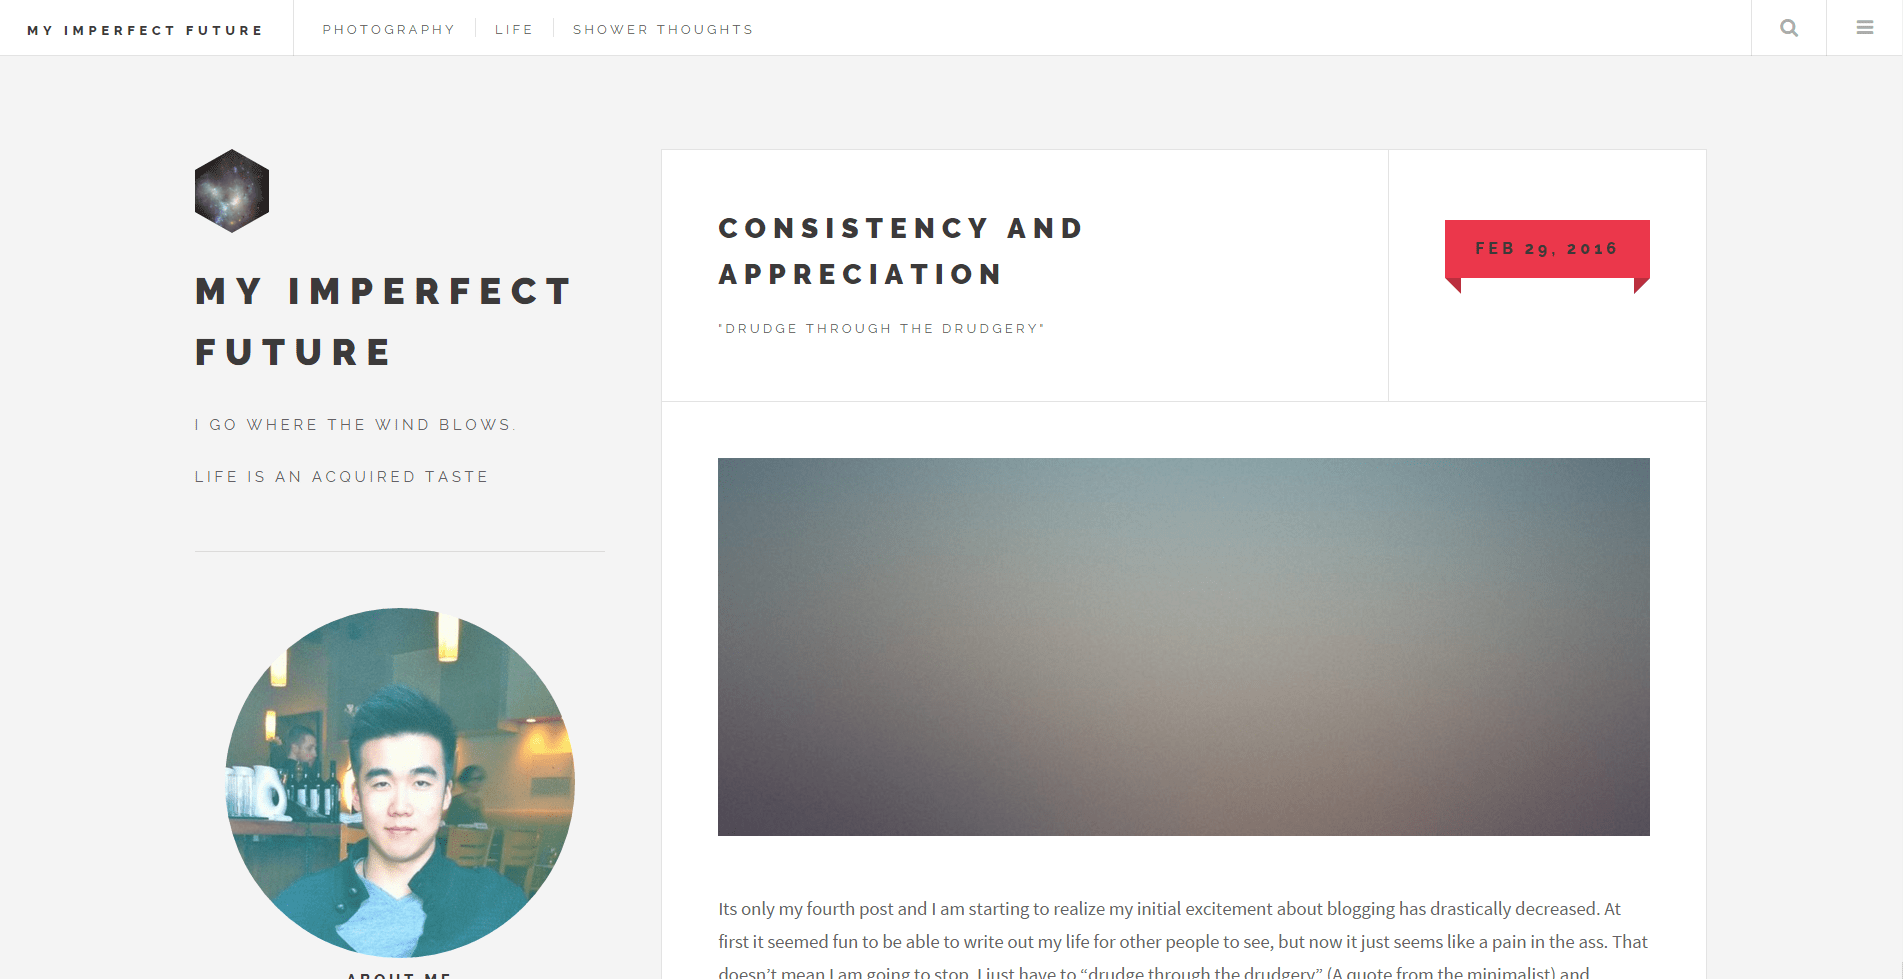 MY IMPERFECT FUTURE
PHOTOGRAPHY
LIFE
SHOWER THOUGHTS
MY IMPERFECT
FUTURE
I GO WHERE THE WIND BLOWS.
LIFE IS AN ACQUIRED TASTE
ABOUT ME
CONSISTENCY AND
APPRECIATION
"DRUDGE THROUGH THE DRUDGERY"
FEB 29, 2016
Its only my fourth post and I am starting to realize my initial excitement about blogging has drastically decreased. At
first it seemed fun to be able to write out my life for other people to see, but now it just seems like a pain in the ass. That
doesn’t mean I am going to stop, I just have to “drudge through the drudgery” (A quote from the minimalist) and